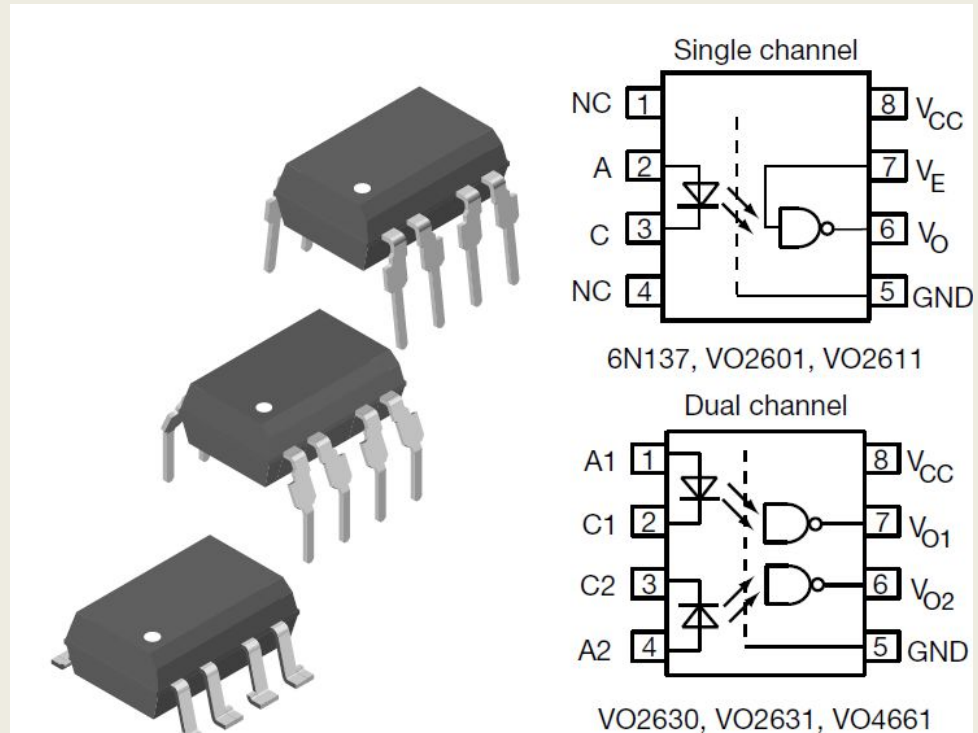 Single channel
NC 1 8 VCC
A 2 7 VE
C 3 6 VO
NC 4 5 GND
6N137, VO2601, VO2611
Dual channel
A1 1 8 VCC
C1 2 7 VO1
C2 3 6 VO2
A2 4 5 GND
VO2630, VO2631, VO4661